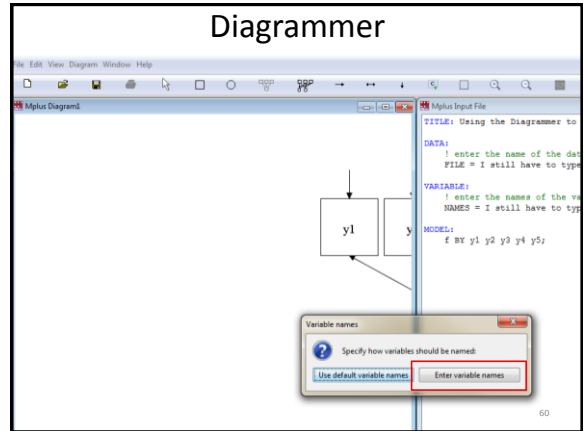 Diagrammer
File Edit View Diagram Window Help
Mplus Diagram1
Mplus Input File
TITLE: Using the Diagrammer to
DATA:
! enter the name of the dat
FILE = I still have to type
VARIABLE:
! enter the names of the va
NAMES = I still have to typ
MODEL:
f BY y1 y2 y3 y4 y5;
y1
y
Variable names
Specify how variables should be named:
Use default variable names
Enter variable names
60